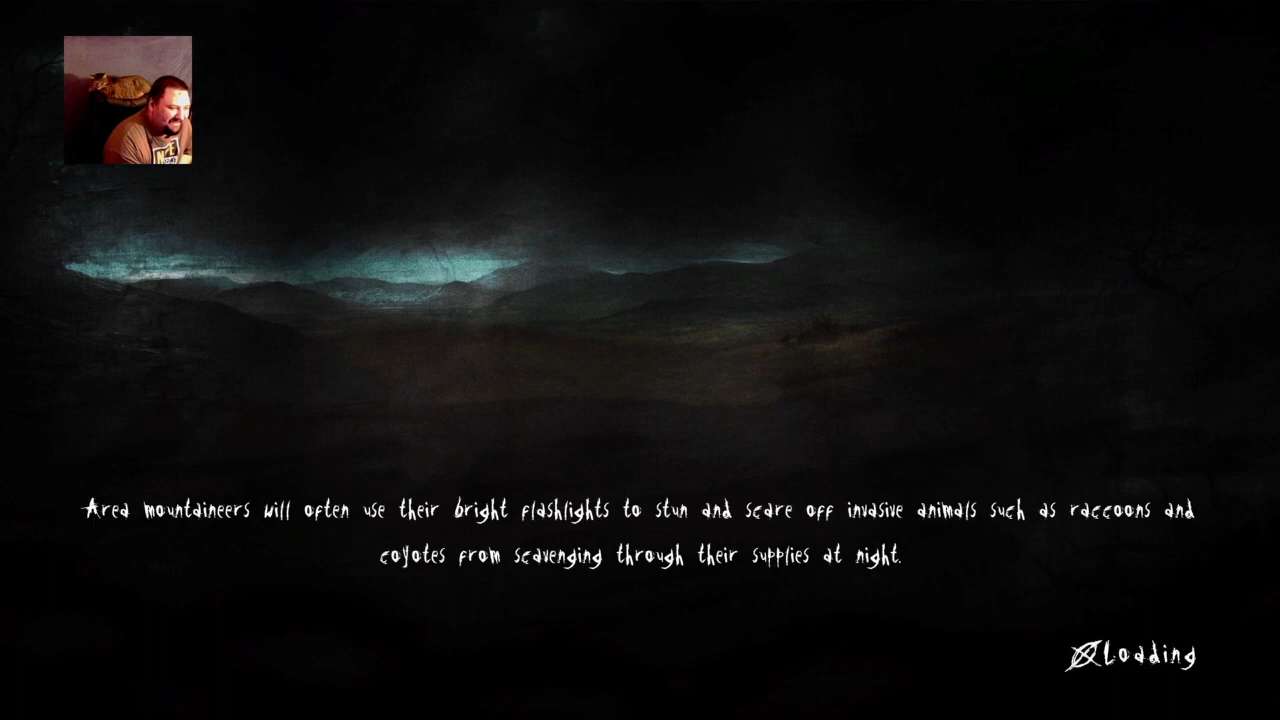 Area mountaineers will often use their bright flashlights to stun and scare off invasive animals such as raccoons and
coyotes from scavenging through their supplies at night.
Loading